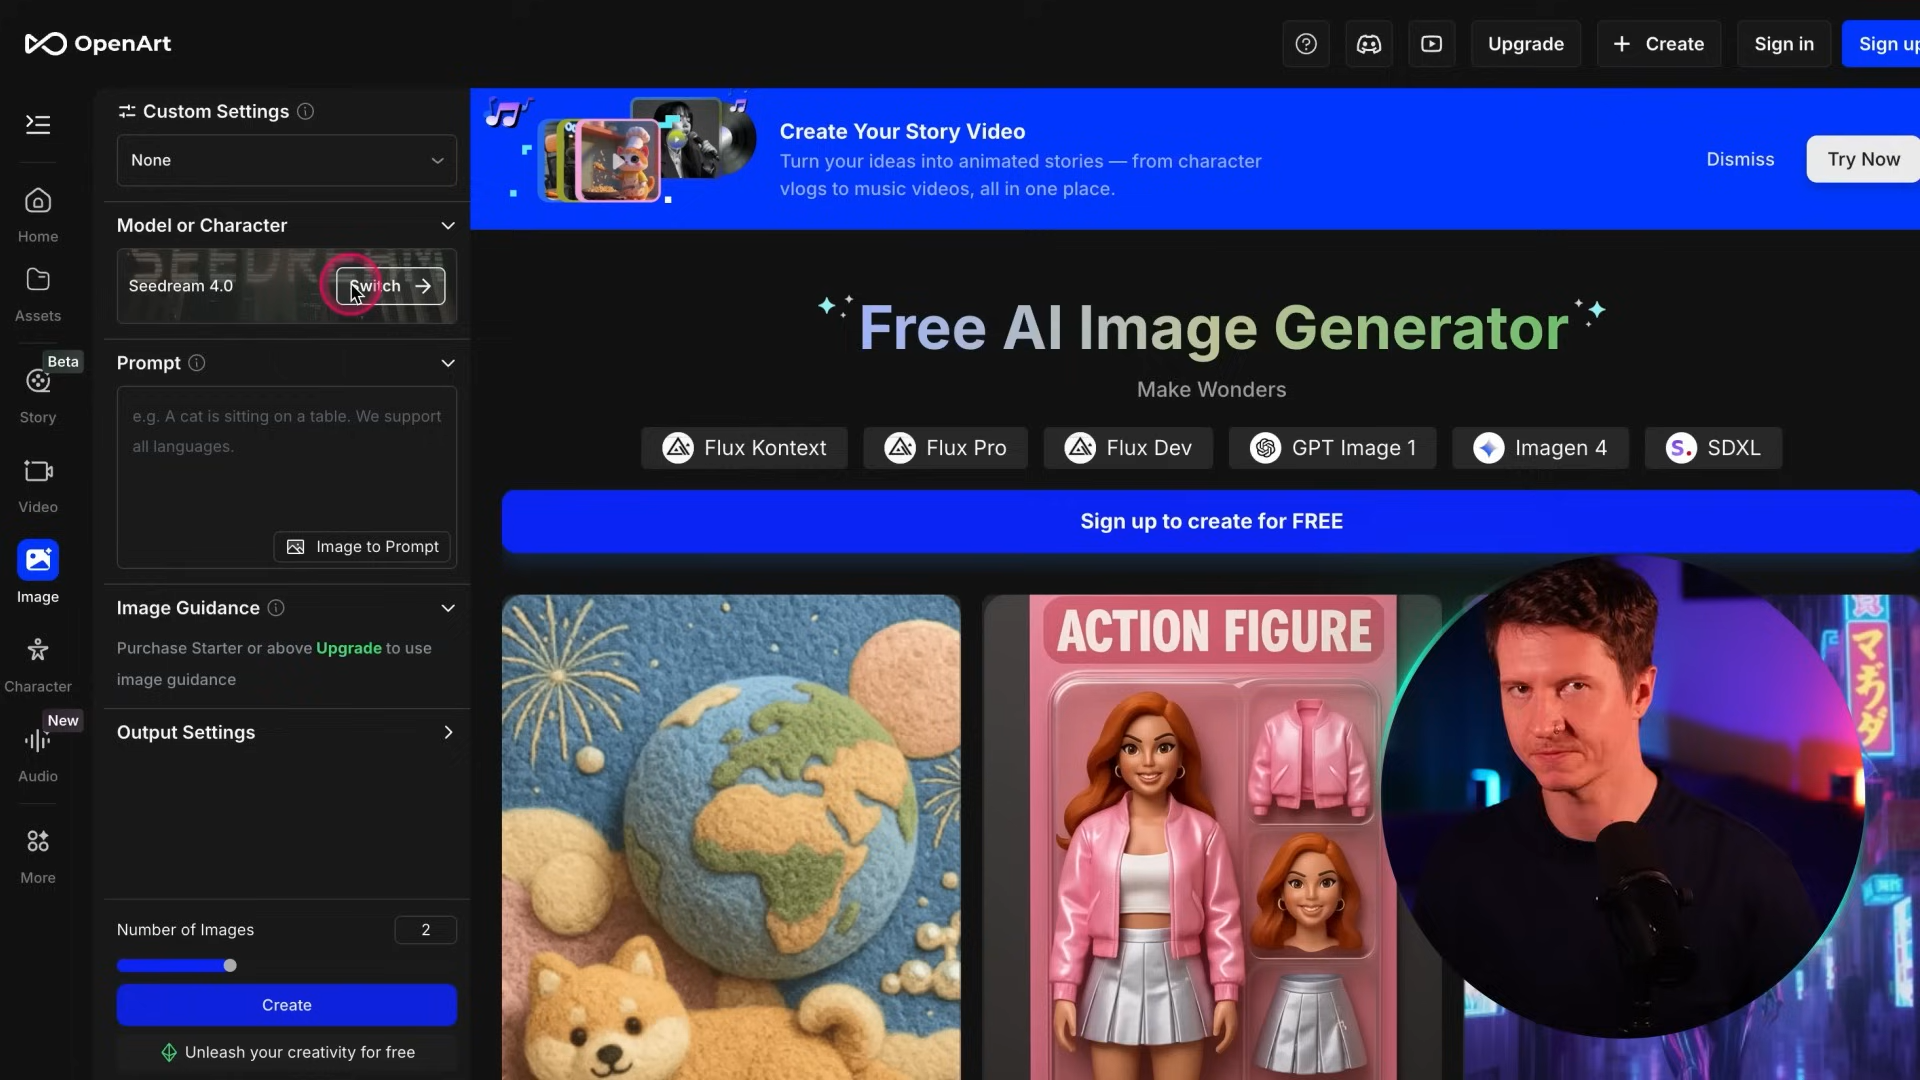 OpenArt
Upgrade
Create
Sign in
Sign up
Custom Settings
None
Model or Character
SEEDREAM
Seedream 4.0
Switch
Prompt
e.g. A cat is sitting on a table. We support
all languages.
Image to Prompt
Image Guidance
Purchase Starter or above Upgrade to use
image guidance
Output Settings
Number of Images
2
Create
Unleash your creativity for free
Home
Assets
Beta
Story
Video
Image
Character
New
Audio
More
Create Your Story Video
Turn your ideas into animated stories — from character
vlogs to music videos, all in one place.
Dismiss
Try Now
Free AI Image Generator
Make Wonders
Flux Kontext
Flux Pro
Flux Dev
GPT Image 1
Imagen 4
S. SDXL
Sign up to create for FREE
ACTION FIGURE